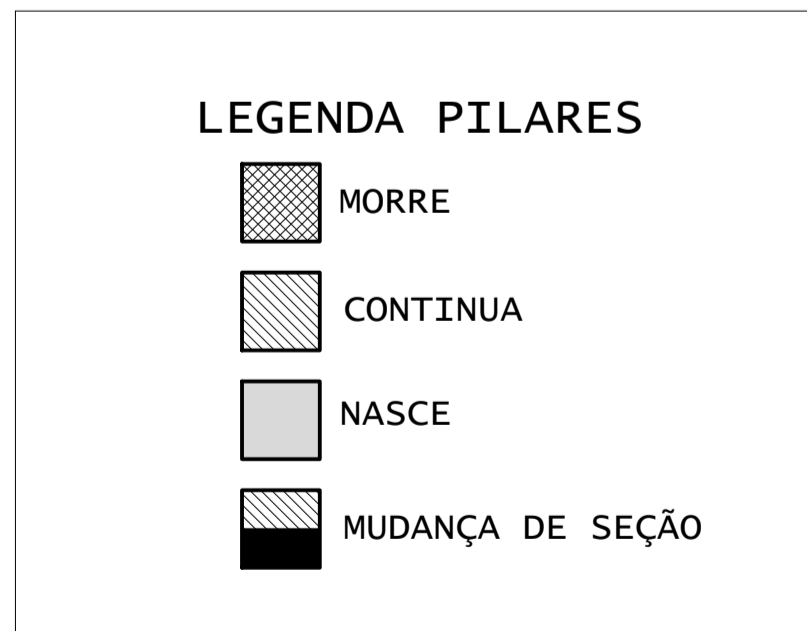 LEGENDA PILARES
MORRE
CONTINUA
NASCE
MUDANÇA DE SEÇÃO